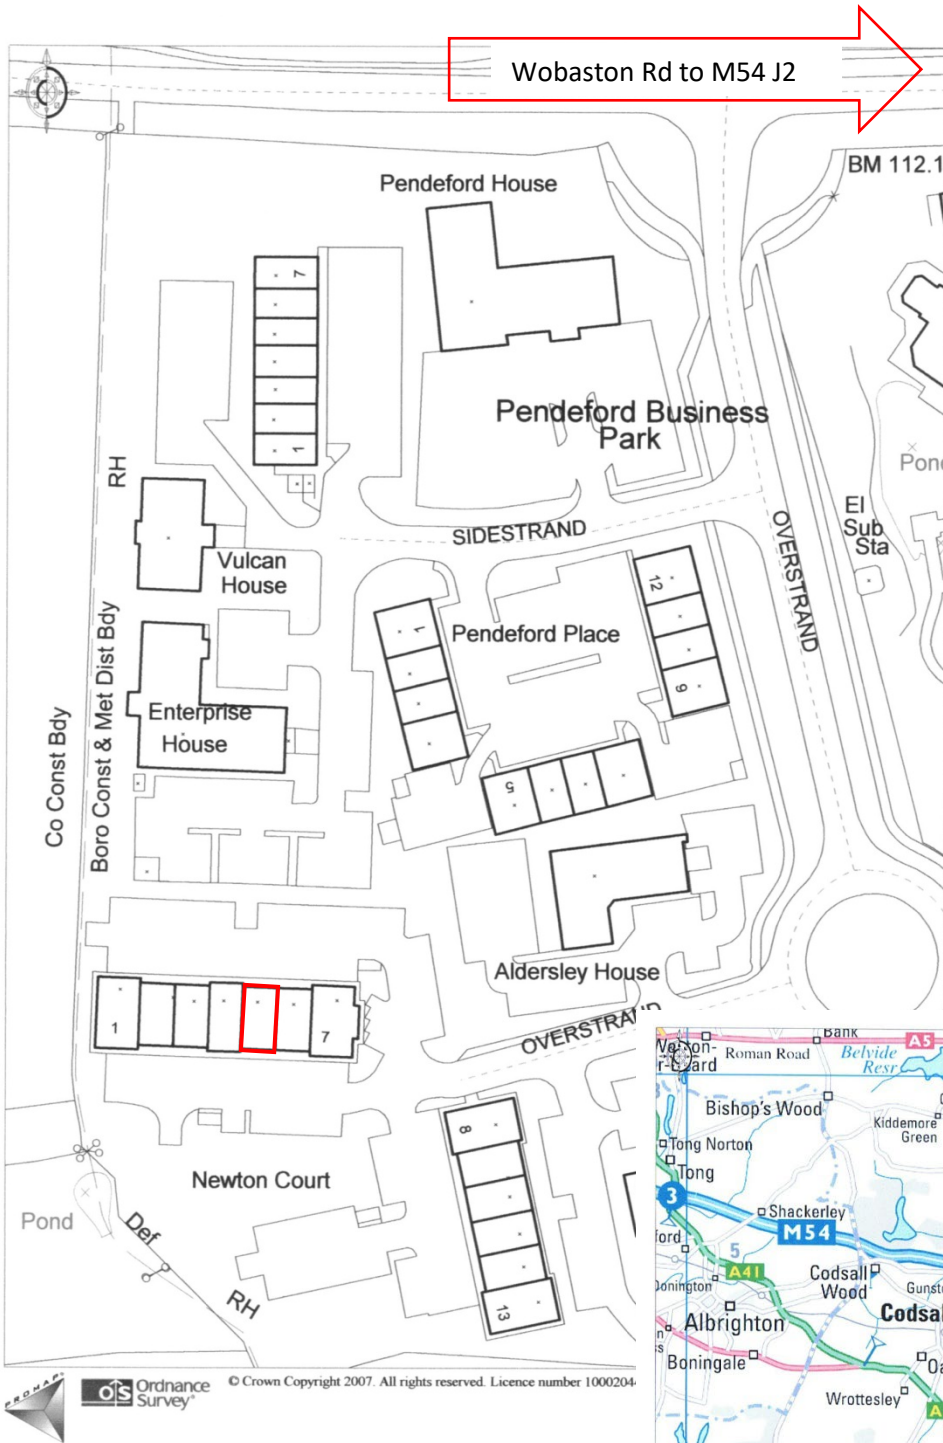 Wobaston Rd to M54 J2
BM 112.1
Pendeford House
7
1
Pendeford Business
Park
Pond
RH
SIDESTRAND
OVERSTRAND
El
Sub
Sta
Vulcan
House
1
Pendeford Place
12
9
Co Const Bdy
Boro Const & Met Dist Bdy
Enterprise
House
5
Aldersley House
OVERSTRAND
1
7
8
Newton Court
Pond
Def
RH
13
Roman Road
Bank
A5
Belvide
Resr
Bishop's Wood
Kiddemore
Green
Tong Norton
Tong
3
Shackerley
M54
ford
5
A41
Donington
Codsall
Wood
Albrighton
Boningale
Wrottesley
PROMAP
OS Ordnance
Survey
© Crown Copyright 2007. All rights reserved. Licence number 1000204